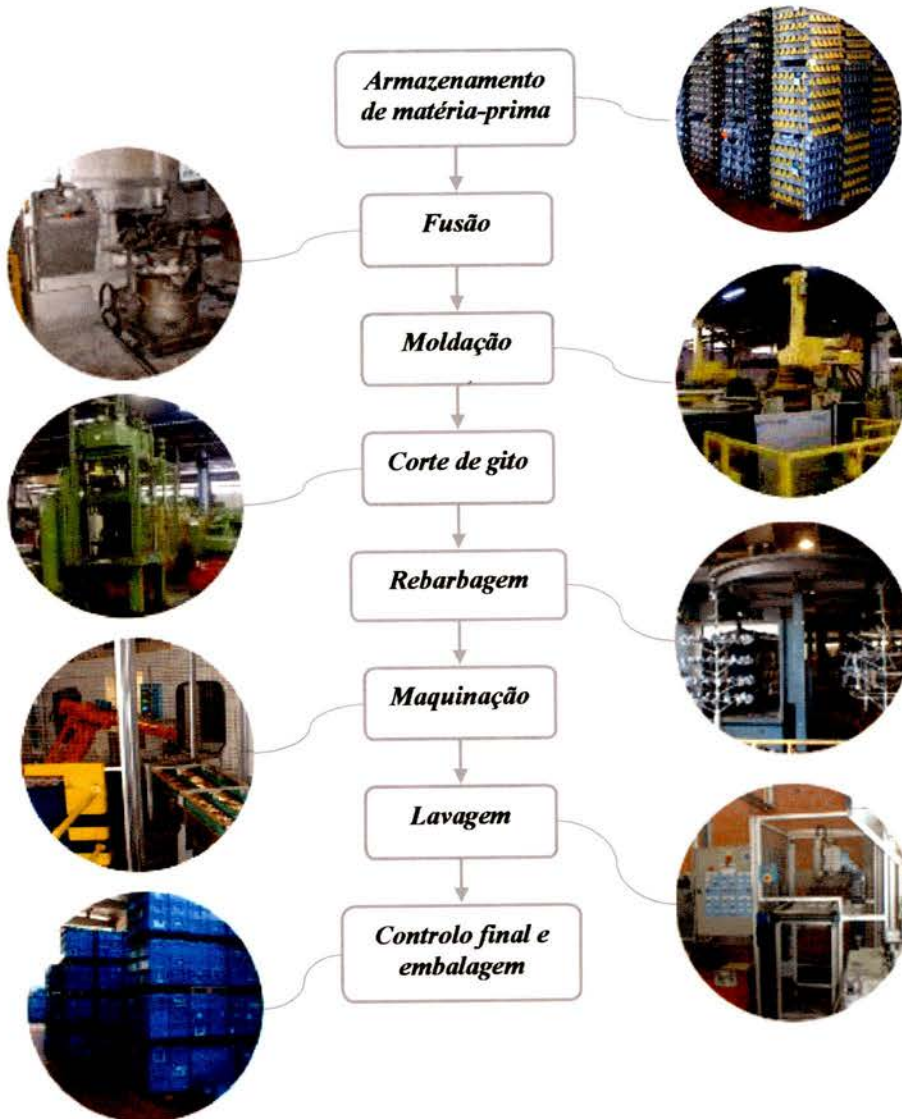 Armazenamento
de matéria-prima
Fusão
Moldação
Corte de gito
Rebarbagem
Maquinação
Lavagem
Controlo final e
embalagem